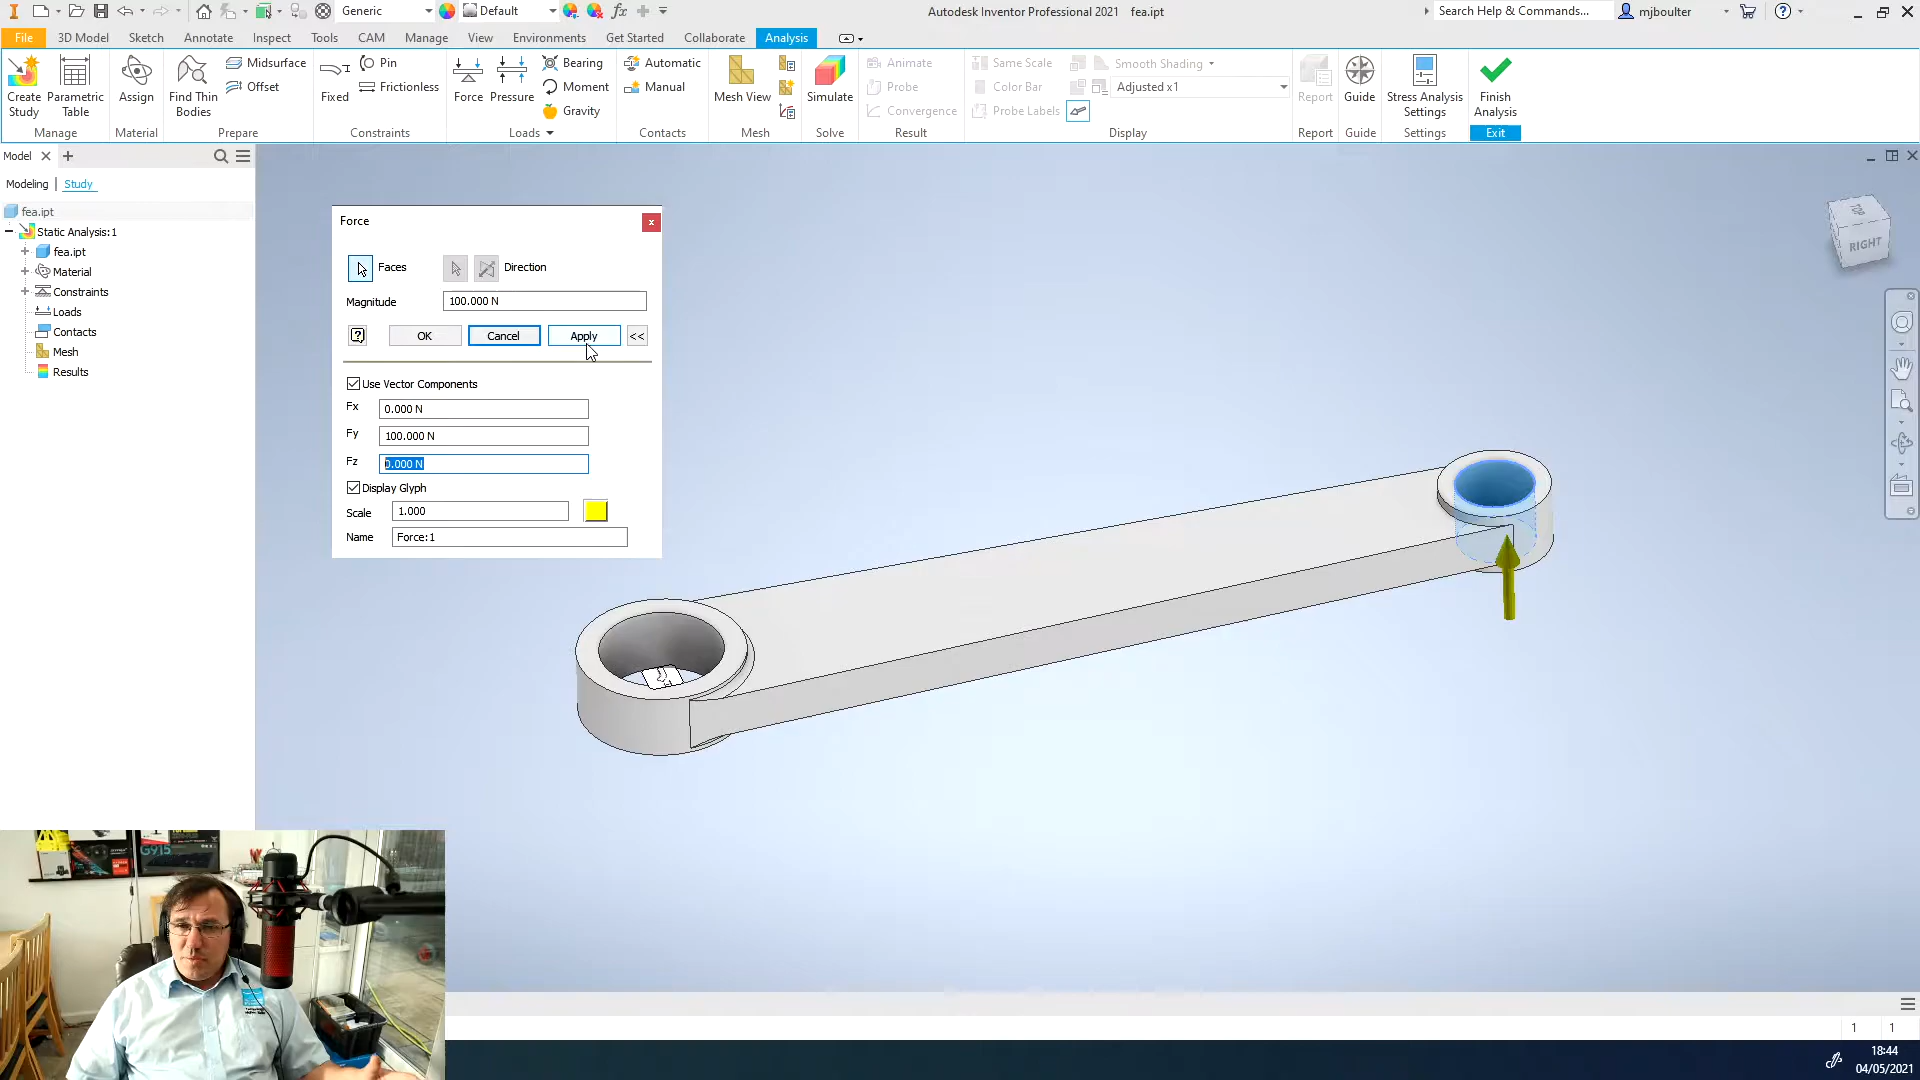 Generic
Default
Autodesk Inventor Professional 2021 fea.ipt
Search Help & Commands...
mjboulter
File 3D Model Sketch Annotate Inspect Tools CAM Manage View Environments Get Started Collaborate Analysis
Create Study
Parametric Table
Manage
Assign
Material
Find Thin Bodies
Midsurface
Offset
Prepare
Fixed
Pin
Frictionless
Constraints
Force
Pressure
Bearing
Moment
Gravity
Loads
Automatic
Manual
Contacts
Mesh View
Mesh
Simulate
Solve
Animate
Probe
Convergence
Result
Same Scale
Color Bar
Probe Labels
Smooth Shading
Adjusted x1
Display
Report
Report
Guide
Guide
Stress Analysis Settings
Settings
Finish Analysis
Exit
Model
Modeling | Study
fea.ipt
Static Analysis:1
fea.ipt
Material
Constraints
Loads
Contacts
Mesh
Results
Force
Faces
Direction
Magnitude 100.000 N
OK Cancel Apply <<
Use Vector Components
Fx 0.000 N
Fy 100.000 N
Fz 0.000 N
Display Glyph
Scale 1.000
Name Force:1
TOP
RIGHT
G915
1 1
18:44
04/05/2021